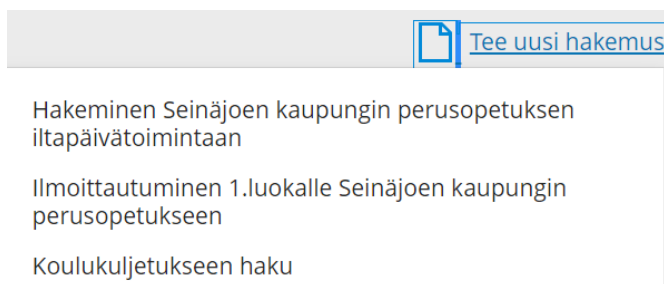 Tee uusi hakemus
Hakeminen Seinäjoen kaupungin perusopetuksen
iltapäivätoimintaan
Ilmoittautuminen 1.luokalle Seinäjoen kaupungin
perusopetukseen
Koulukuljetukseen haku